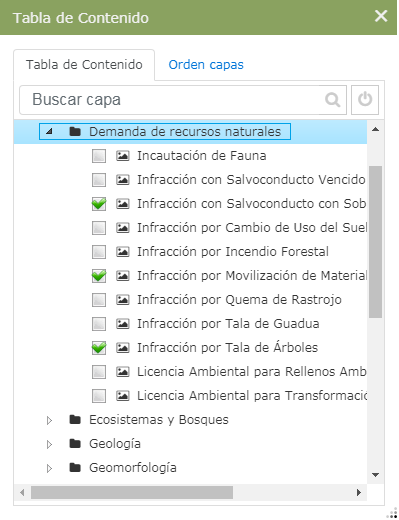 Tabla de Contenido
Tabla de Contenido
Orden capas
Buscar capa
Demanda de recursos naturales
Incautación de Fauna
Infracción con Salvoconducto Vencido
Infracción con Salvoconducto con Sob
Infracción por Cambio de Uso del Suel
Infracción por Incendio Forestal
Infracción por Movilización de Material
Infracción por Quema de Rastrojo
Infracción por Tala de Guadua
Infracción por Tala de Árboles
Licencia Ambiental para Rellenos Amb
Licencia Ambiental para Transformació
Ecosistemas y Bosques
Geología
Geomorfología